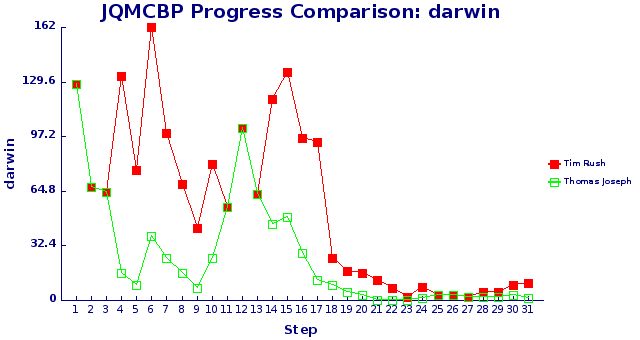 JQMCBP Progress Comparison: darwin
162
129.6
97.2
64.8
32.4
0
darwin
1 2 3 4 5 6 7 8 9 10 11 12 13 14 15 16 17 18 19 20 21 22 23 24 25 26 27 28 29 30 31
Step
Tim Rush
Thomas Joseph